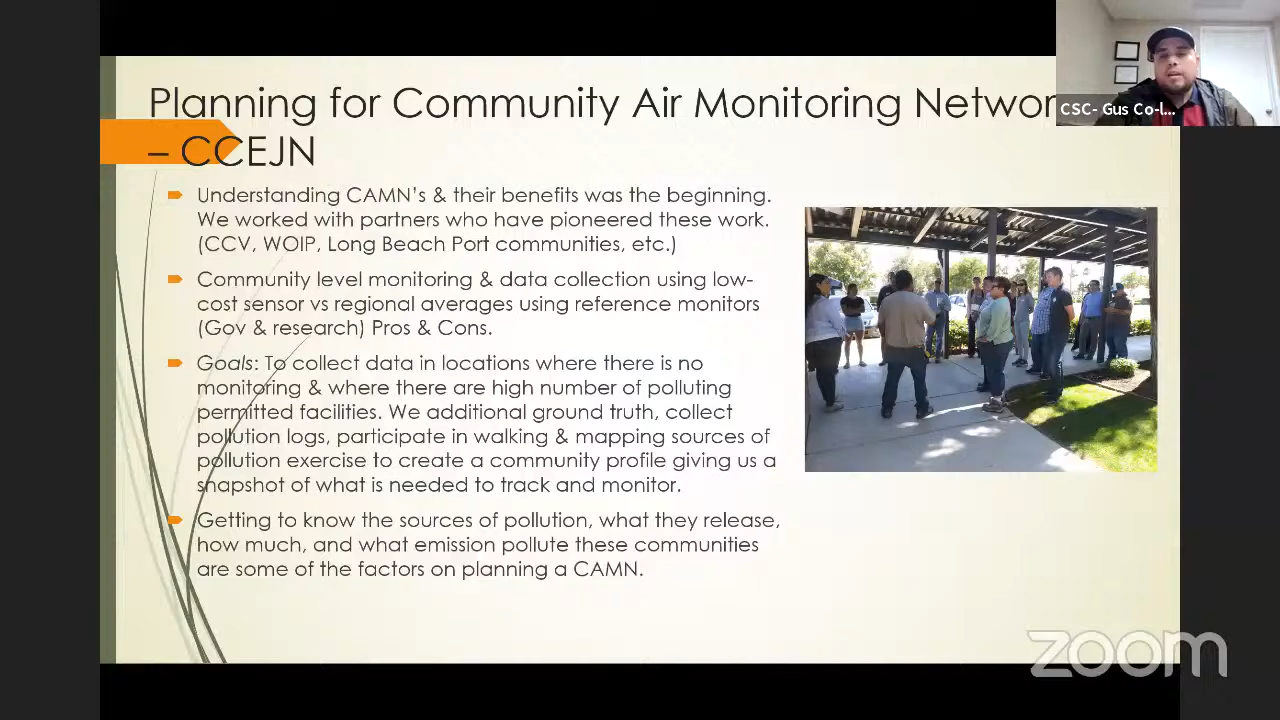 Planning for Community Air Monitoring Networ
– CCEJN
CSC- Gus Co-l...
Understanding CAMN's & their benefits was the beginning.
We worked with partners who have pioneered these work.
(CCV, WOIP, Long Beach Port communities, etc.)
Community level monitoring & data collection using low-
cost sensor vs regional averages using reference monitors
(Gov & research) Pros & Cons.
Goals: To collect data in locations where there is no
monitoring & where there are high number of polluting
permitted facilities. We additional ground truth, collect
pollution logs, participate in walking & mapping sources of
pollution exercise to create a community profile giving us a
snapshot of what is needed to track and monitor.
Getting to know the sources of pollution, what they release,
how much, and what emission pollute these communities
are some of the factors on planning a CAMN.
zoom